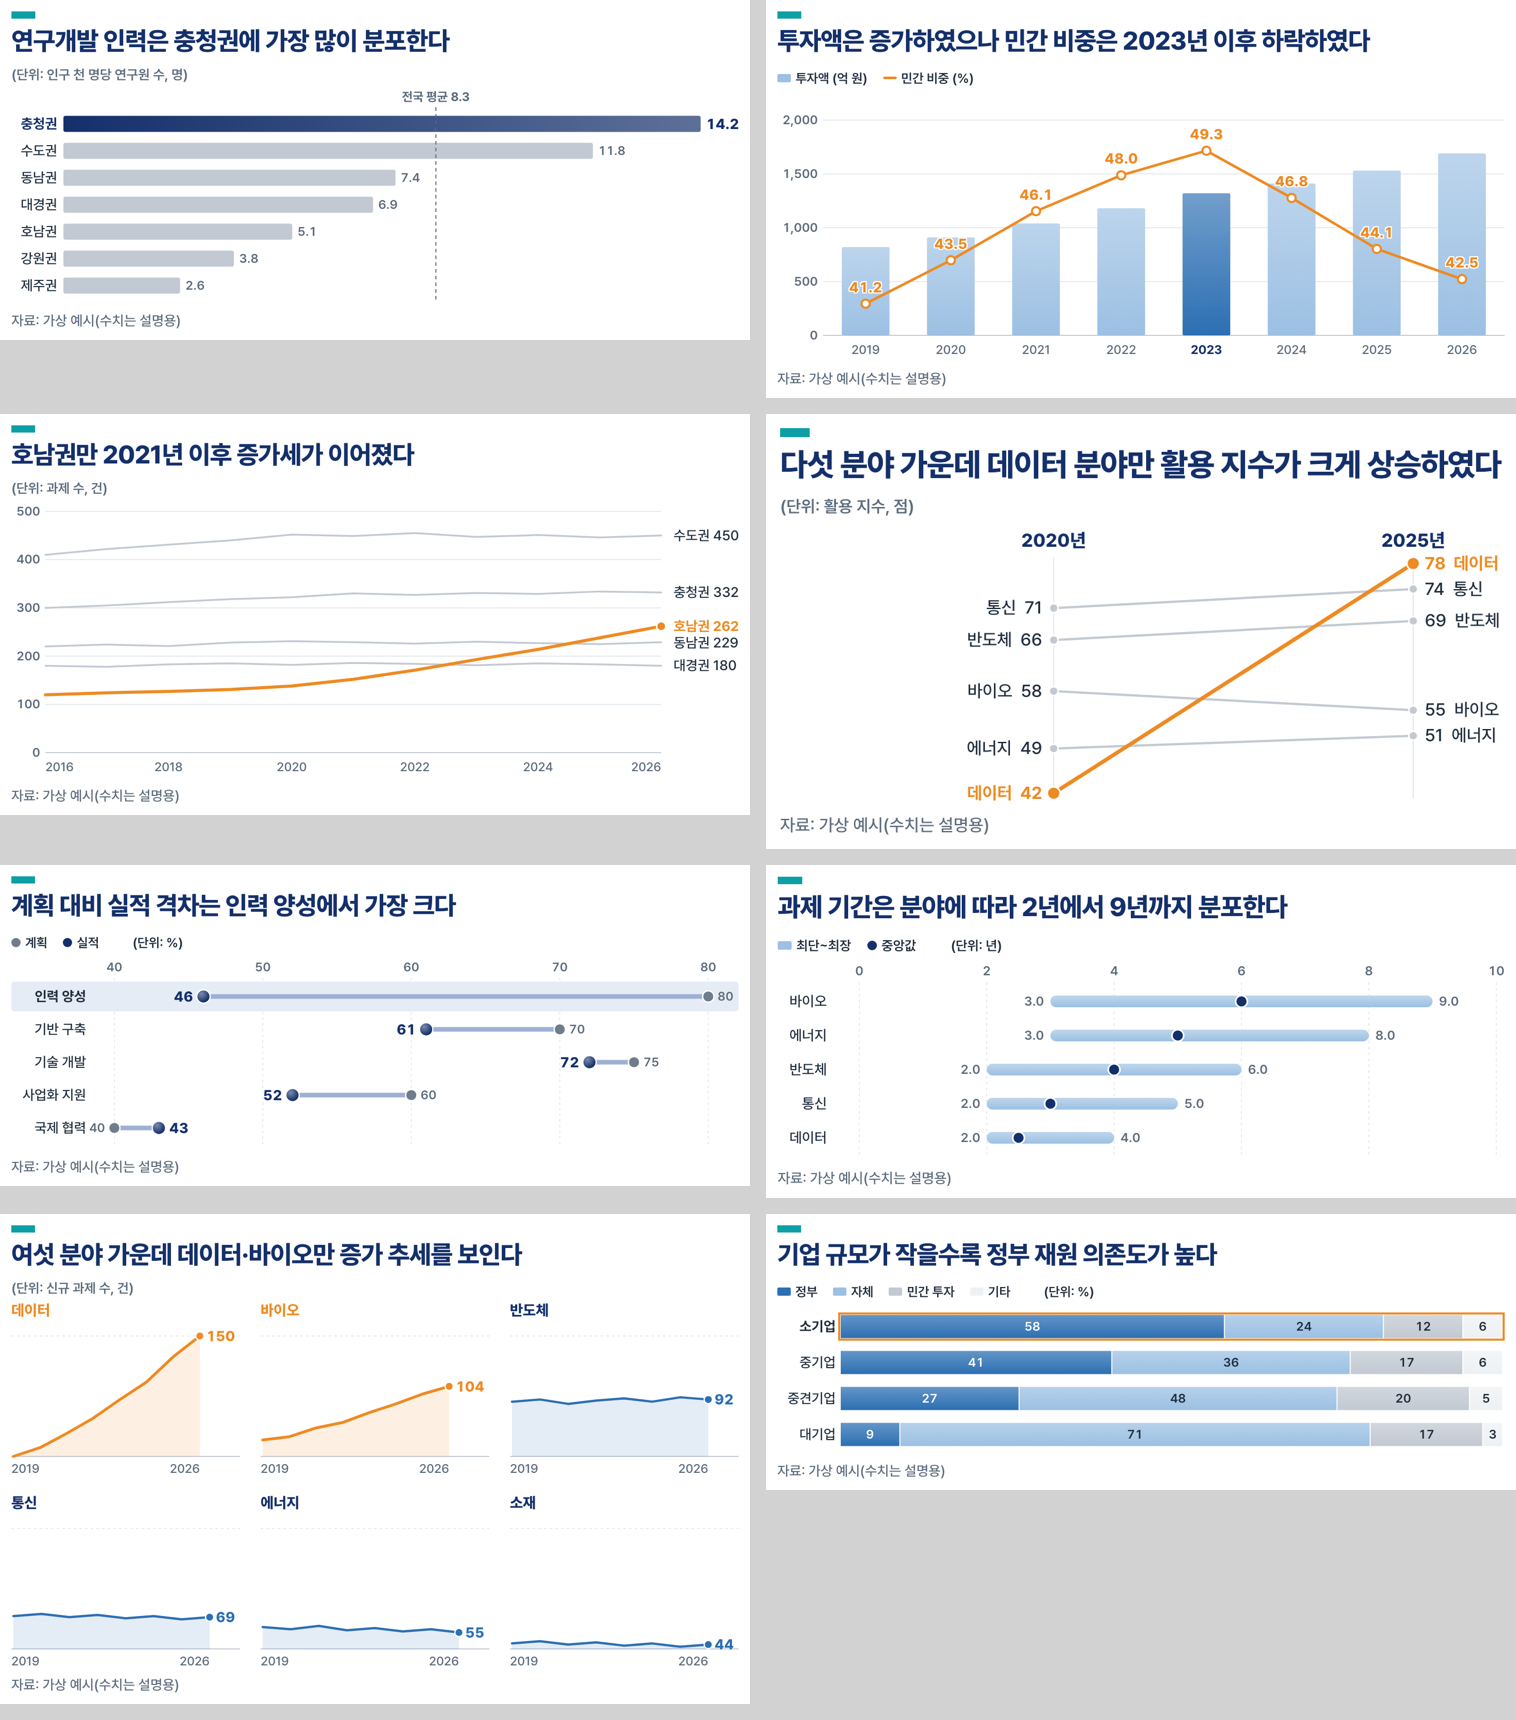 연구개발 인력은 충청권에 가장 많이 분포한다
(단위: 인구 천 명당 연구원 수, 명)
전국 평균 8.3
충청권 14.2
수도권 11.8
동남권 7.4
대경권 6.9
호남권 5.1
강원권 3.8
제주권 2.6
자료: 가상 예시(수치는 설명용)
투자액은 증가하였으나 민간 비중은 2023년 이후 하락하였다
투자액 (억 원) 민간 비중 (%)
2,000
1,500
1,000
500
0
41.2 43.5 46.1 48.0 49.3 46.8 44.1 42.5
2019 2020 2021 2022 2023 2024 2025 2026
자료: 가상 예시(수치는 설명용)
호남권만 2021년 이후 증가세가 이어졌다
(단위: 과제 수, 건)
500
400
300
200
100
0
수도권 450
충청권 332
호남권 262
동남권 229
대경권 180
2016 2018 2020 2022 2024 2026
자료: 가상 예시(수치는 설명용)
다섯 분야 가운데 데이터 분야만 활용 지수가 크게 상승하였다
(단위: 활용 지수, 점)
2020년 2025년
78 데이터
통신 71 74 통신
반도체 66 69 반도체
바이오 58 55 바이오
에너지 49 51 에너지
데이터 42
자료: 가상 예시(수치는 설명용)
계획 대비 실적 격차는 인력 양성에서 가장 크다
계획 실적 (단위: %)
40 50 60 70 80
인력 양성 46 80
기반 구축 61 70
기술 개발 72 75
사업화 지원 52 60
국제 협력 40 43
자료: 가상 예시(수치는 설명용)
과제 기간은 분야에 따라 2년에서 9년까지 분포한다
최단~최장 중앙값 (단위: 년)
0 2 4 6 8 10
바이오 3.0 9.0
에너지 3.0 8.0
반도체 2.0 6.0
통신 2.0 5.0
데이터 2.0 4.0
자료: 가상 예시(수치는 설명용)
여섯 분야 가운데 데이터·바이오만 증가 추세를 보인다
(단위: 신규 과제 수, 건)
데이터 바이오 반도체
150 104 92
2019 2026 2019 2026 2019 2026
통신 에너지 소재
69 55 44
2019 2026 2019 2026 2019 2026
자료: 가상 예시(수치는 설명용)
기업 규모가 작을수록 정부 재원 의존도가 높다
정부 자체 민간 투자 기타 (단위: %)
소기업 58 24 12 6
중기업 41 36 17 6
중견기업 27 48 20 5
대기업 9 71 17 3
자료: 가상 예시(수치는 설명용)